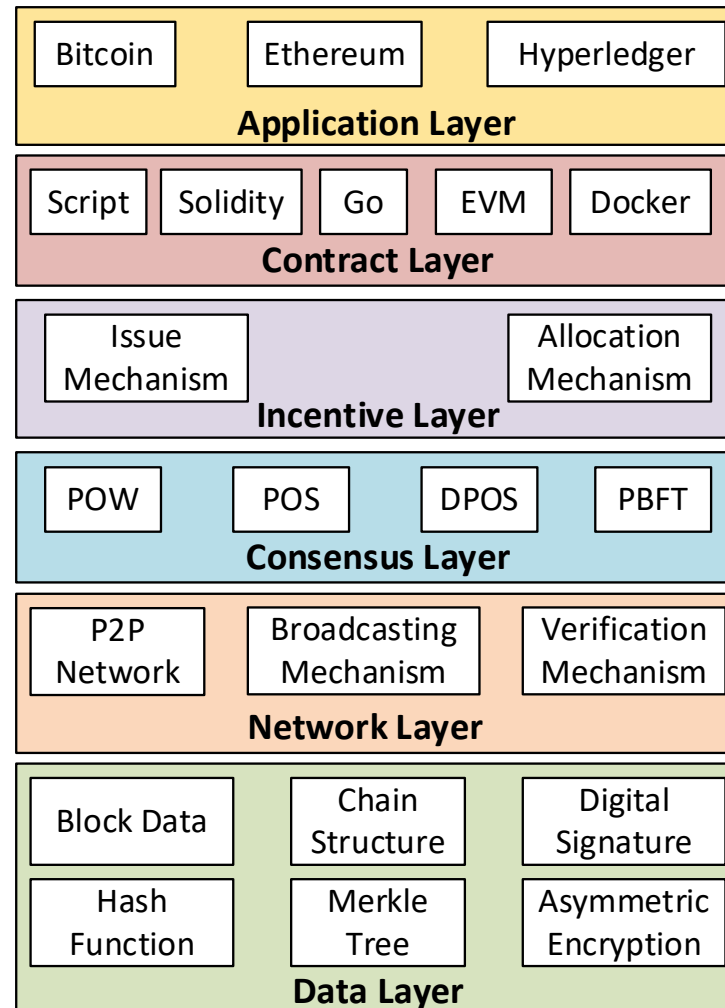 Bitcoin
Ethereum
Hyperledger
Application Layer
Script
Solidity
Go
EVM
Docker
Contract Layer
Issue
Mechanism
Allocation
Mechanism
Incentive Layer
POW
POS
DPOS
PBFT
Consensus Layer
P2P
Network
Broadcasting
Mechanism
Verification
Mechanism
Network Layer
Block Data
Chain
Structure
Digital
Signature
Hash
Function
Merkle
Tree
Asymmetric
Encryption
Data Layer